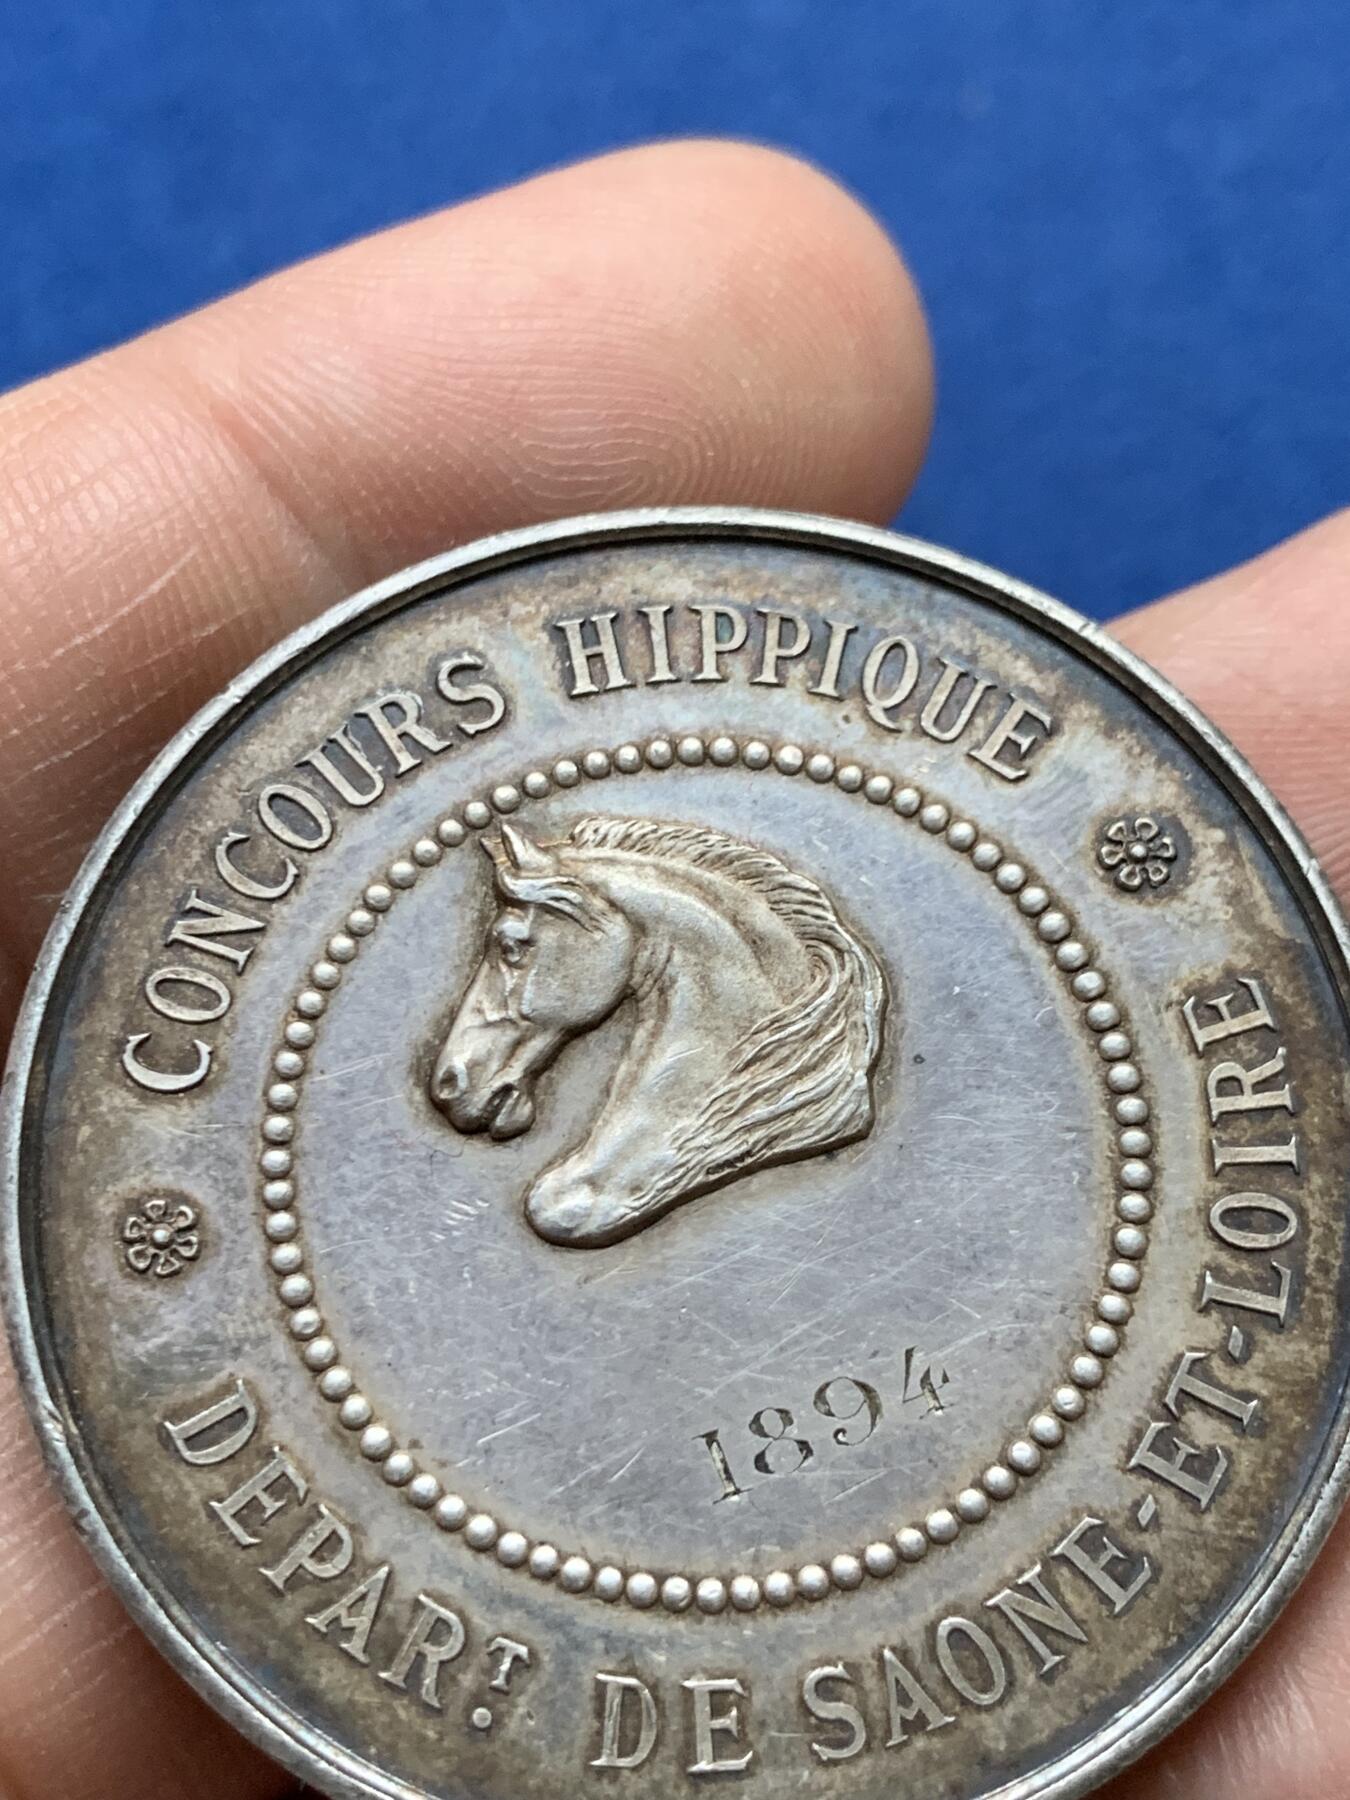 CONCOURS HIPPIQUE
1894
DEPART. DE SAONE-ET-LOIRE